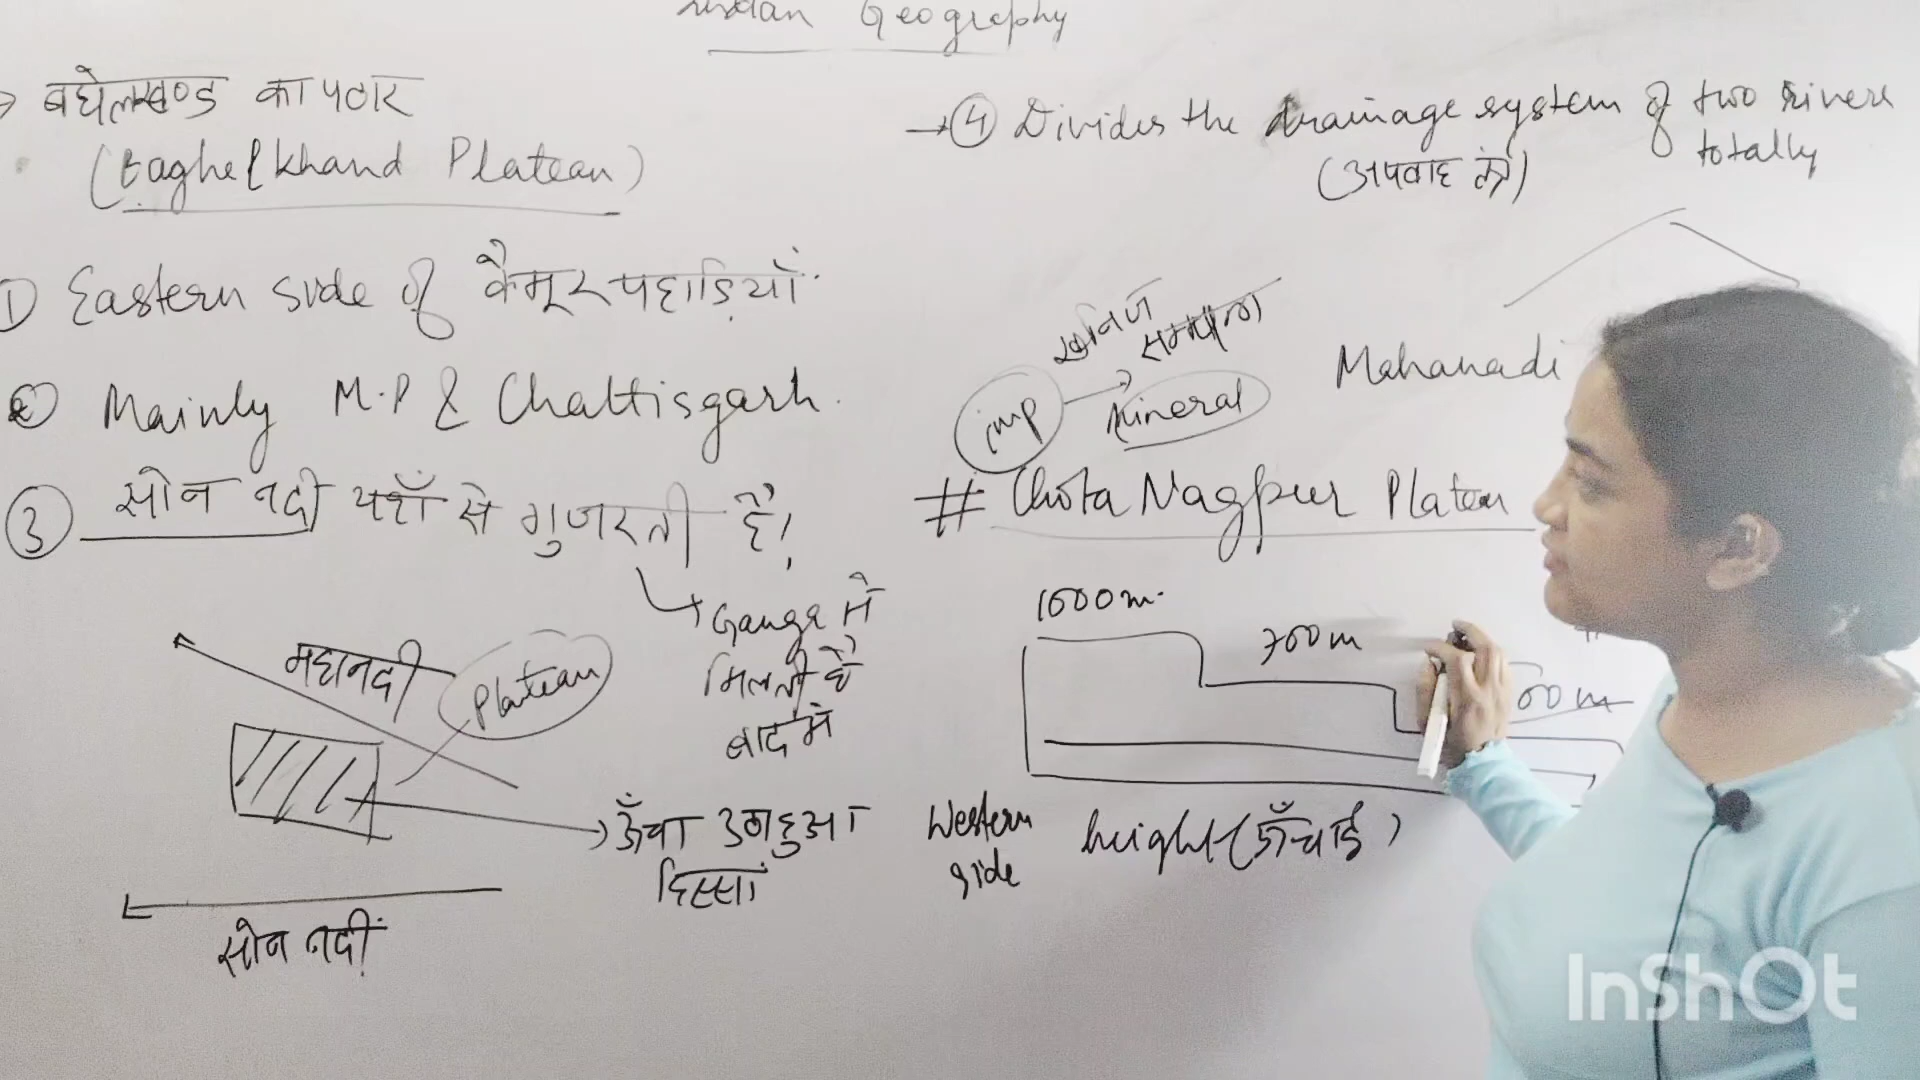 Indian Geography
→ बघेलखण्ड का पठार
(Baghelkhand Plateau)
① Eastern side of कैमूर पहाड़ियों.
② Mainly M.P & Chattisgarh.
③ सोन नदी यहाँ से गुजरती है!
Ganga में
मिलती है
बाद में
महानदी
Plateau
ऊँचा उठा हुआ
हिस्सा
सोन नदी
→ ④ Divides the drainage system of two rivers
totally
(अपवाह तंत्र)
Mahanadi
खनिज
imp → Mineral
# Chota Nagpur Plateau
1000m.
700m
00m
Western
side
height (ऊँचाई)
InShOt